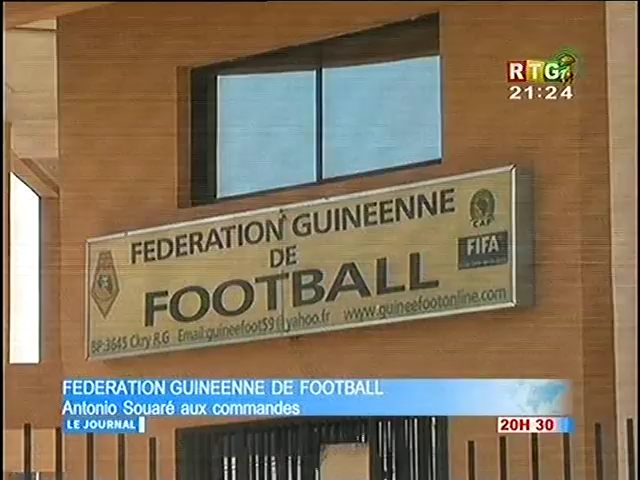 RTG
21:24
FEDERATION GUINEENNE
DE
FOOTBALL
CAF
FIFA
BP:3645 Ckry R.G Email:guineefoot59@yahoo.fr www.guineefootonline.com
FEDERATION GUINEENNE DE FOOTBALL
Antonio Souaré aux commandes
LE JOURNAL
20H 30